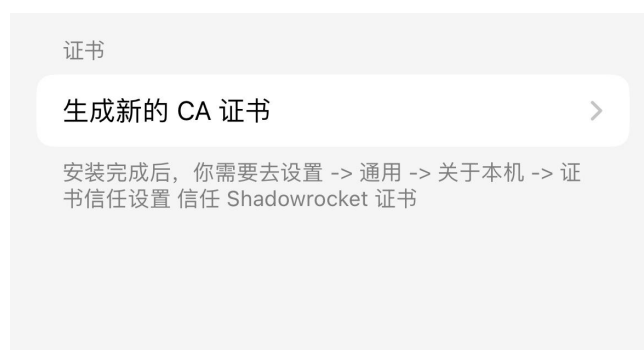 证书
生成新的 CA 证书
安装完成后，你需要去设置 -> 通用 -> 关于本机 -> 证
书信任设置 信任 Shadowrocket 证书